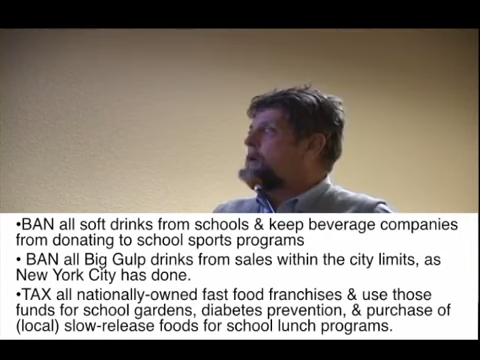 •BAN all soft drinks from schools & keep beverage companies
from donating to school sports programs
• BAN all Big Gulp drinks from sales within the city limits, as
New York City has done.
•TAX all nationally-owned fast food franchises & use those
funds for school gardens, diabetes prevention, & purchase of
(local) slow-release foods for school lunch programs.